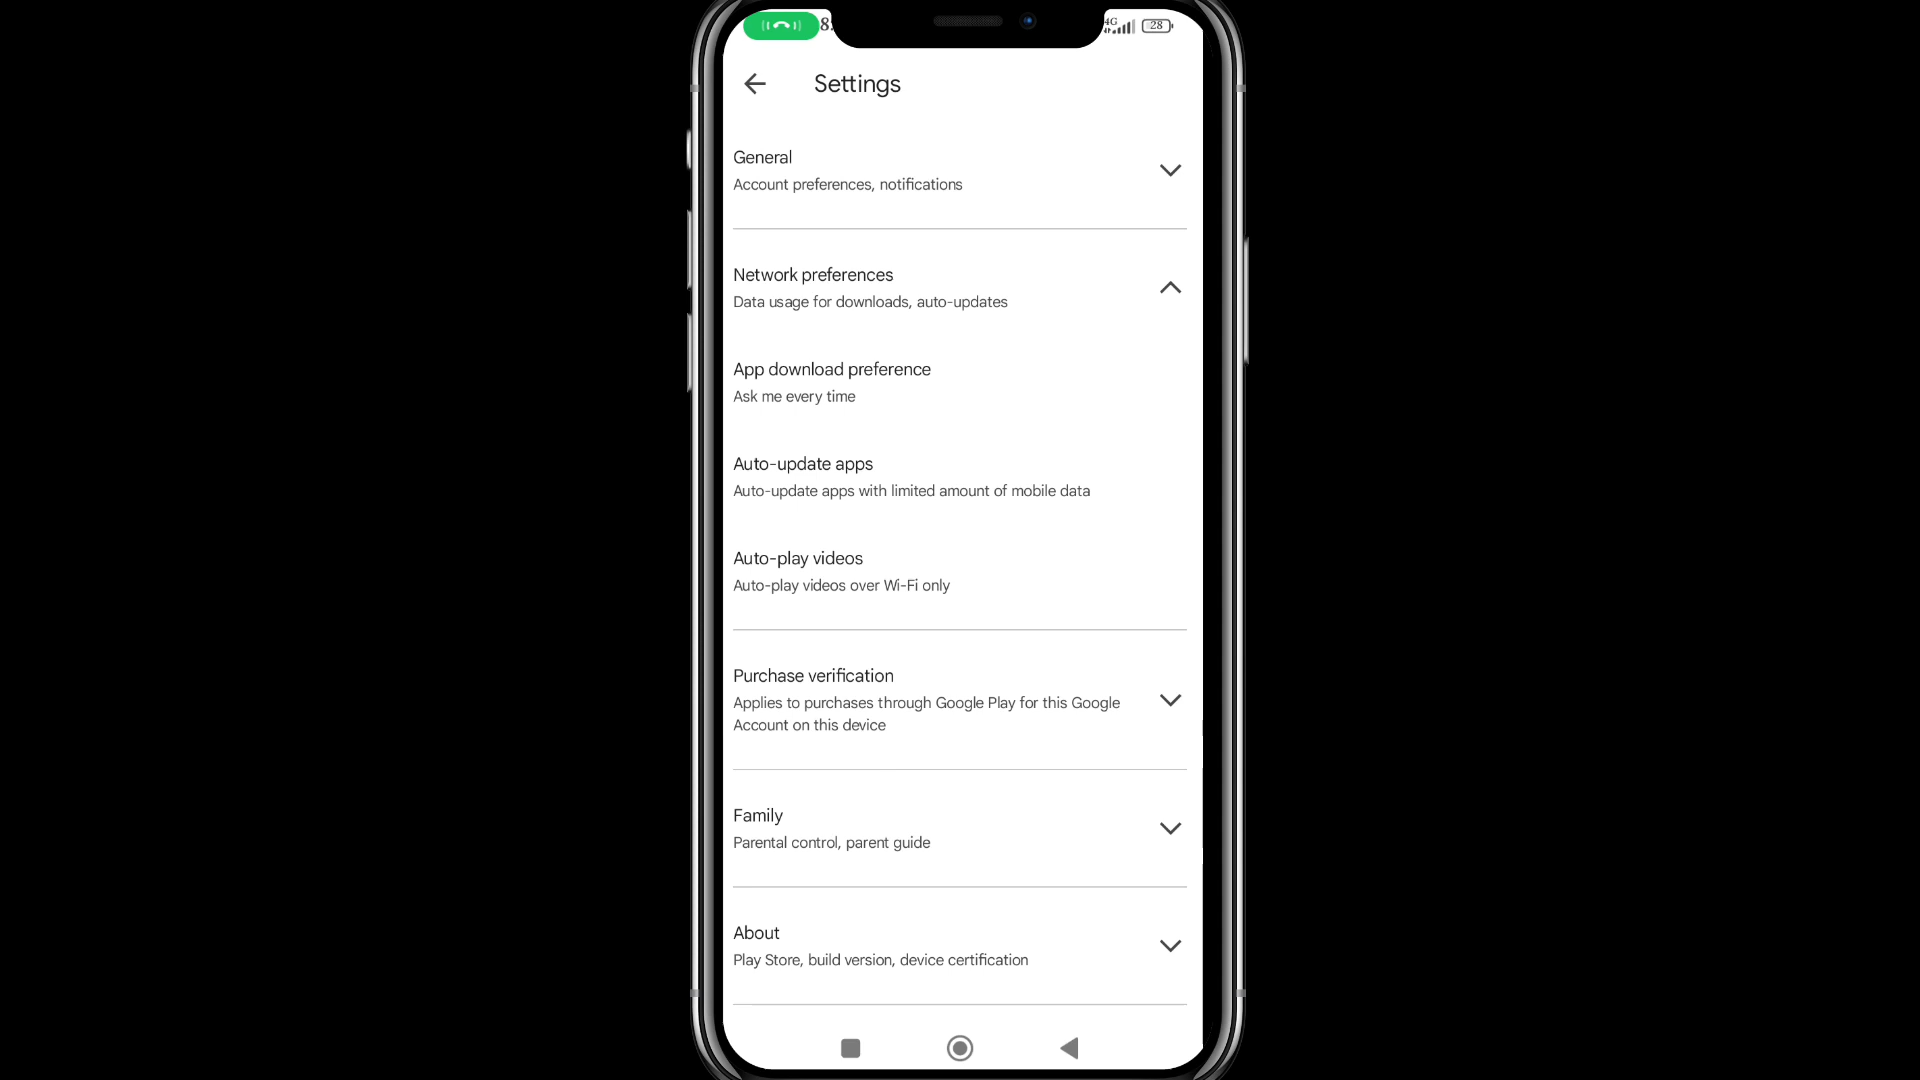 4G
28
Settings
General
Account preferences, notifications
Network preferences
Data usage for downloads, auto-updates
App download preference
Ask me every time
Auto-update apps
Auto-update apps with limited amount of mobile data
Auto-play videos
Auto-play videos over Wi-Fi only
Purchase verification
Applies to purchases through Google Play for this Google
Account on this device
Family
Parental control, parent guide
About
Play Store, build version, device certification